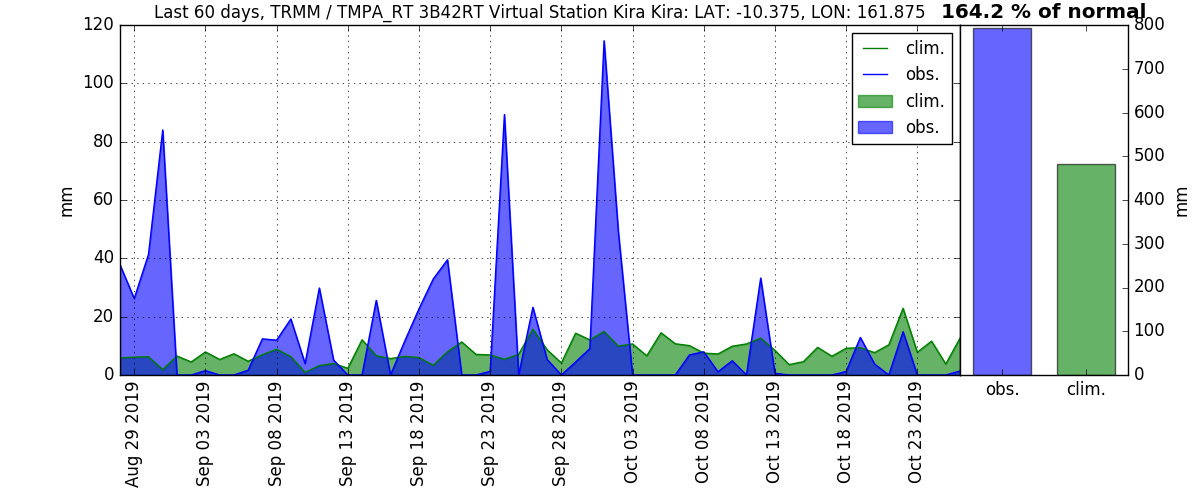 Last 60 days, TRMM / TMPA_RT 3B42RT Virtual Station Kira Kira: LAT: -10.375, LON: 161.875 164.2 % of normal
120
100
80
60
40
20
0
mm
clim.
obs.
clim.
obs.
800
700
600
500
400
300
200
100
0
mm
obs.
clim.
Aug 29 2019
Sep 03 2019
Sep 08 2019
Sep 13 2019
Sep 18 2019
Sep 23 2019
Sep 28 2019
Oct 03 2019
Oct 08 2019
Oct 13 2019
Oct 18 2019
Oct 23 2019